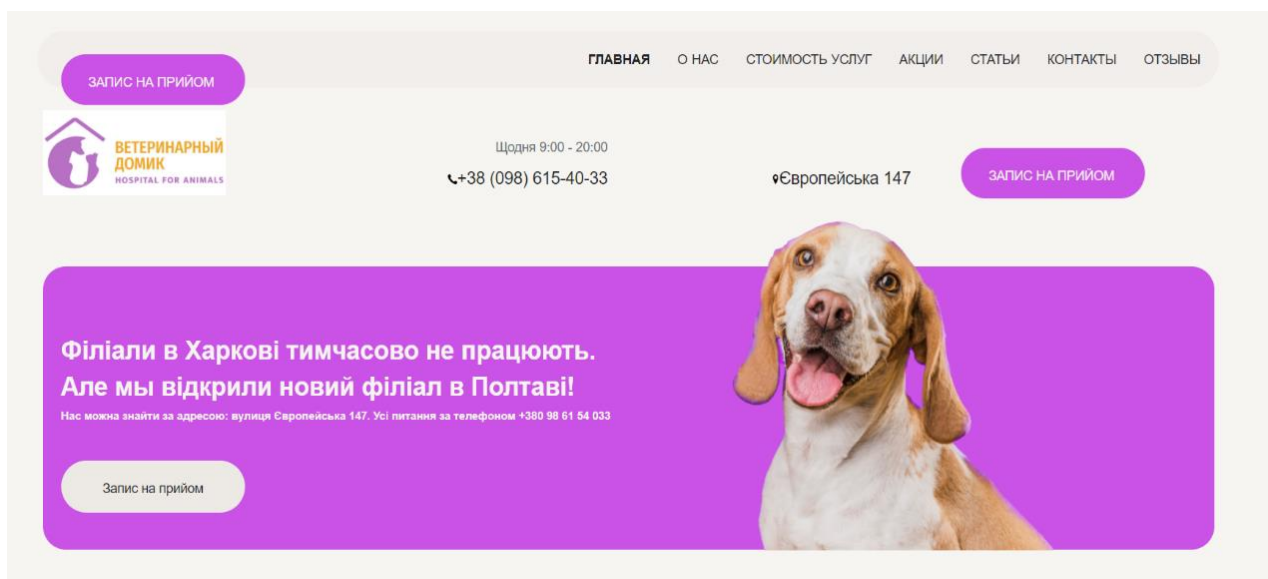 ГЛАВНАЯ О НАС СТОИМОСТЬ УСЛУГ АКЦИИ СТАТЬИ КОНТАКТЫ ОТЗЫВЫ
ЗАПИС НА ПРИЙОМ
ВЕТЕРИНАРНЫЙ
ДОМИК
HOSPITAL FOR ANIMALS
Щодня 9:00 - 20:00
+38 (098) 615-40-33
Європейська 147
ЗАПИС НА ПРИЙОМ
Філіали в Харкові тимчасово не працюють.
Але мы відкрили новий філіал в Полтаві!
Нас можна знайти за адресою: вулиця Європейська 147. Усі питання за телефоном +380 98 61 54 033
Запис на прийом